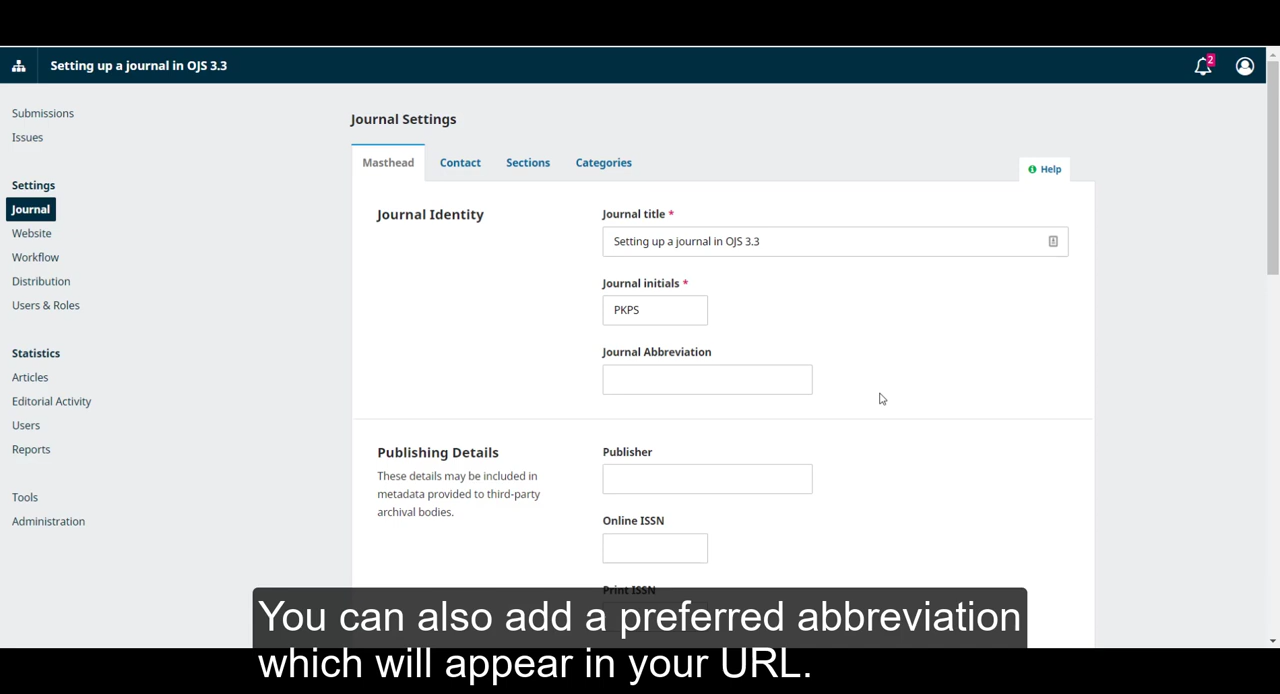 2
Setting up a journal in OJS 3.3
Submissions
Issues
Settings
Journal
Website
Workflow
Distribution
Users & Roles
Statistics
Articles
Editorial Activity
Users
Reports
Tools
Administration
Journal Settings
Masthead Contact Sections Categories
Help
Journal Identity
Journal title *
Setting up a journal in OJS 3.3
Journal initials *
PKPS
Journal Abbreviation
Publishing Details
These details may be included in
metadata provided to third-party
archival bodies.
Publisher
Online ISSN
Print ISSN
You can also add a preferred abbreviation
which will appear in your URL.